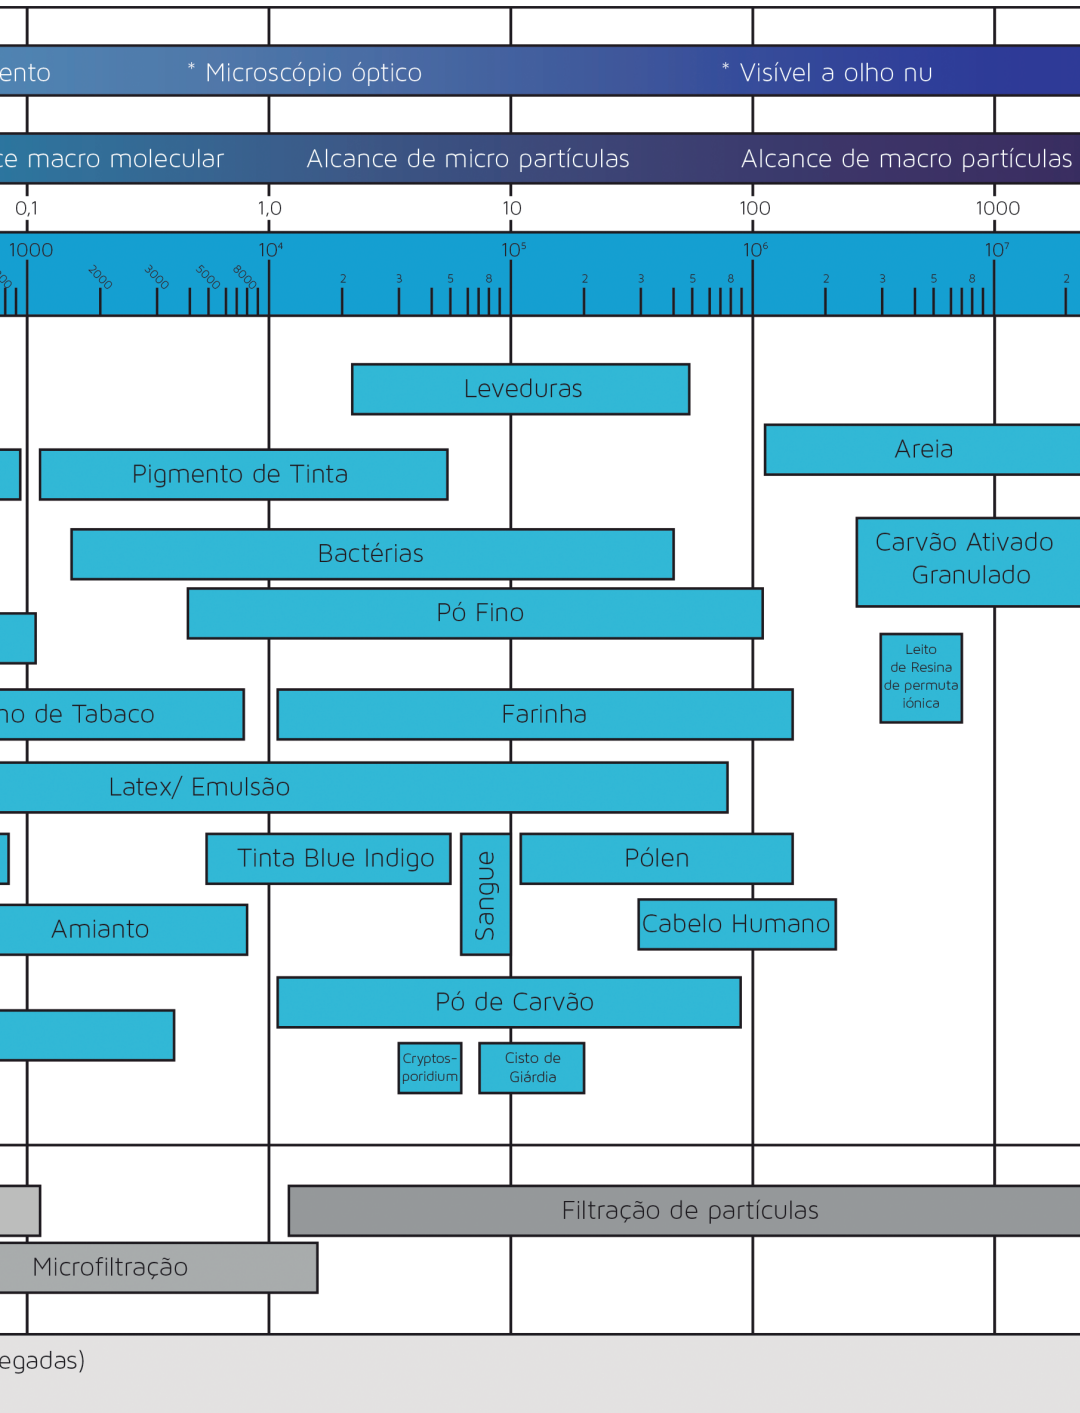 ento * Microscópio óptico * Visível a olho nu
ce macro molecular Alcance de micro partículas Alcance de macro partículas
0,1 1,0 10 100 1000
1000 10⁴ 10⁵ 10⁶ 10⁷
2000 3000 5000 8000 2 3 5 8 2 3 5 8 2 3 5 8 2
Leveduras
Areia
Pigmento de Tinta
Carvão Ativado
Granulado
Bactérias
Pó Fino
Leito
de Resina
de permuta
iónica
no de Tabaco
Farinha
Latex/ Emulsão
Tinta Blue Indigo
Sangue
Pólen
Amianto
Cabelo Humano
Pó de Carvão
Cryptos-
poridium
Cisto de
Giárdia
Filtração de partículas
Microfiltração
egadas)